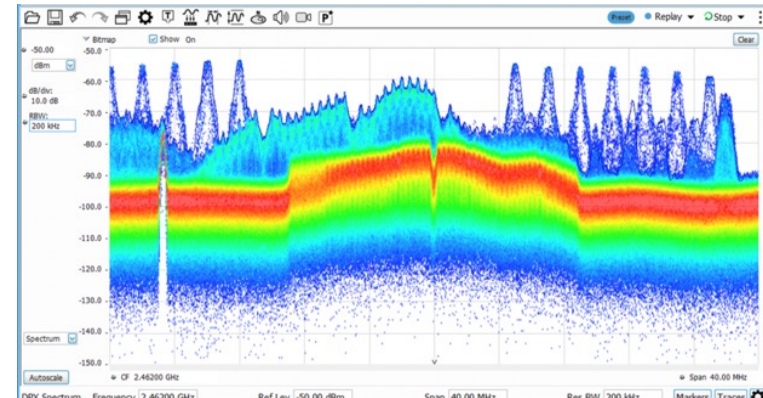 Preset Replay Stop
Bitmap Show On Clear
-50.00
dBm
dB/div:
10.0 dB
RBW:
200 kHz
-50.0
-60.0
-70.0
-80.0
-90.0
-100.0
-110.0
-120.0
-130.0
-140.0
-150.0
Spectrum
Autoscale CF 2.46200 GHz Span 40.00 MHz
DPX Spectrum Frequency 2.46200 GHz Ref Lev -50.00 dBm Span 40.00 MHz Res BW 200 kHz Markers Traces